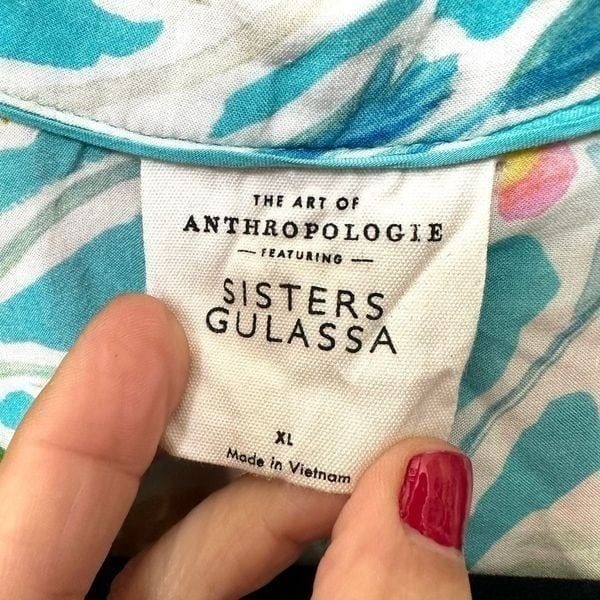 THE ART OF
ANTHROPOLOGIE
— FEATURING —
SISTERS
GULASSA
XL
Made in Vietnam